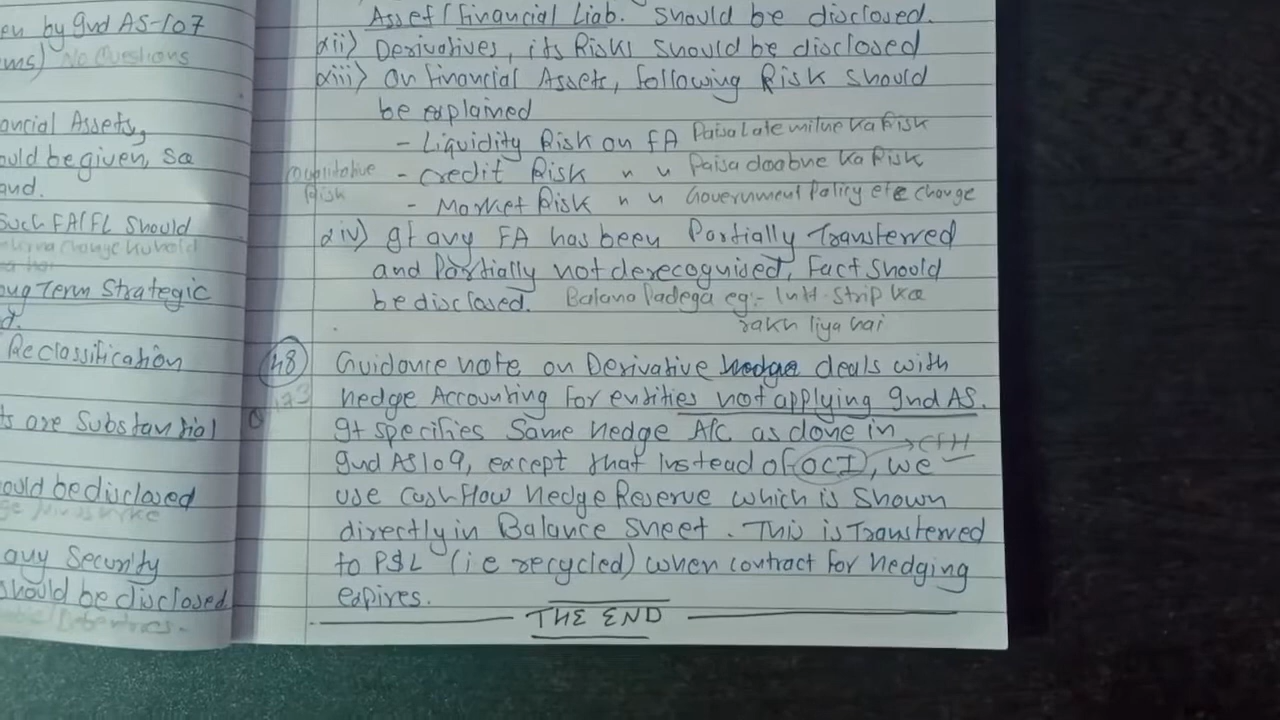 en by Ind AS-107
ms) No Questions
ancial Assets,
ould be given, so
and.
Such FA/FL should
ong Term Strategic
d.
Reclassification
ts are Substantial
ould be disclosed
any Security
should be disclosed
Asset/Financial Liab. should be disclosed.
xii) Derivatives, its Risks should be disclosed
xiii) On Financial Assets, following Risk should
be explained
- Liquidity Risk on FA Paisa late milne ka Risk
Qualitative Risk
- Credit Risk " " Paisa doobne ka Risk
- Market Risk " " Government Policy etc change
xiv) If any FA has been Partially Transferred
and Partially not derecognised, Fact should
be disclosed. Batana Padega eg:- Int. Strip ka
rakh liya hai
48
Guidance note on Derivative hedge deals with
hedge Accounting for entities not applying Ind AS.
It specifies Same hedge A/C as done in
Ind AS 109, except that instead of OCI, we
→ CFH
use Cash Flow Hedge Reserve which is shown
directly in Balance Sheet. This is Transferred
to P&L (i e recycled) when contract for hedging
expires.
THE END